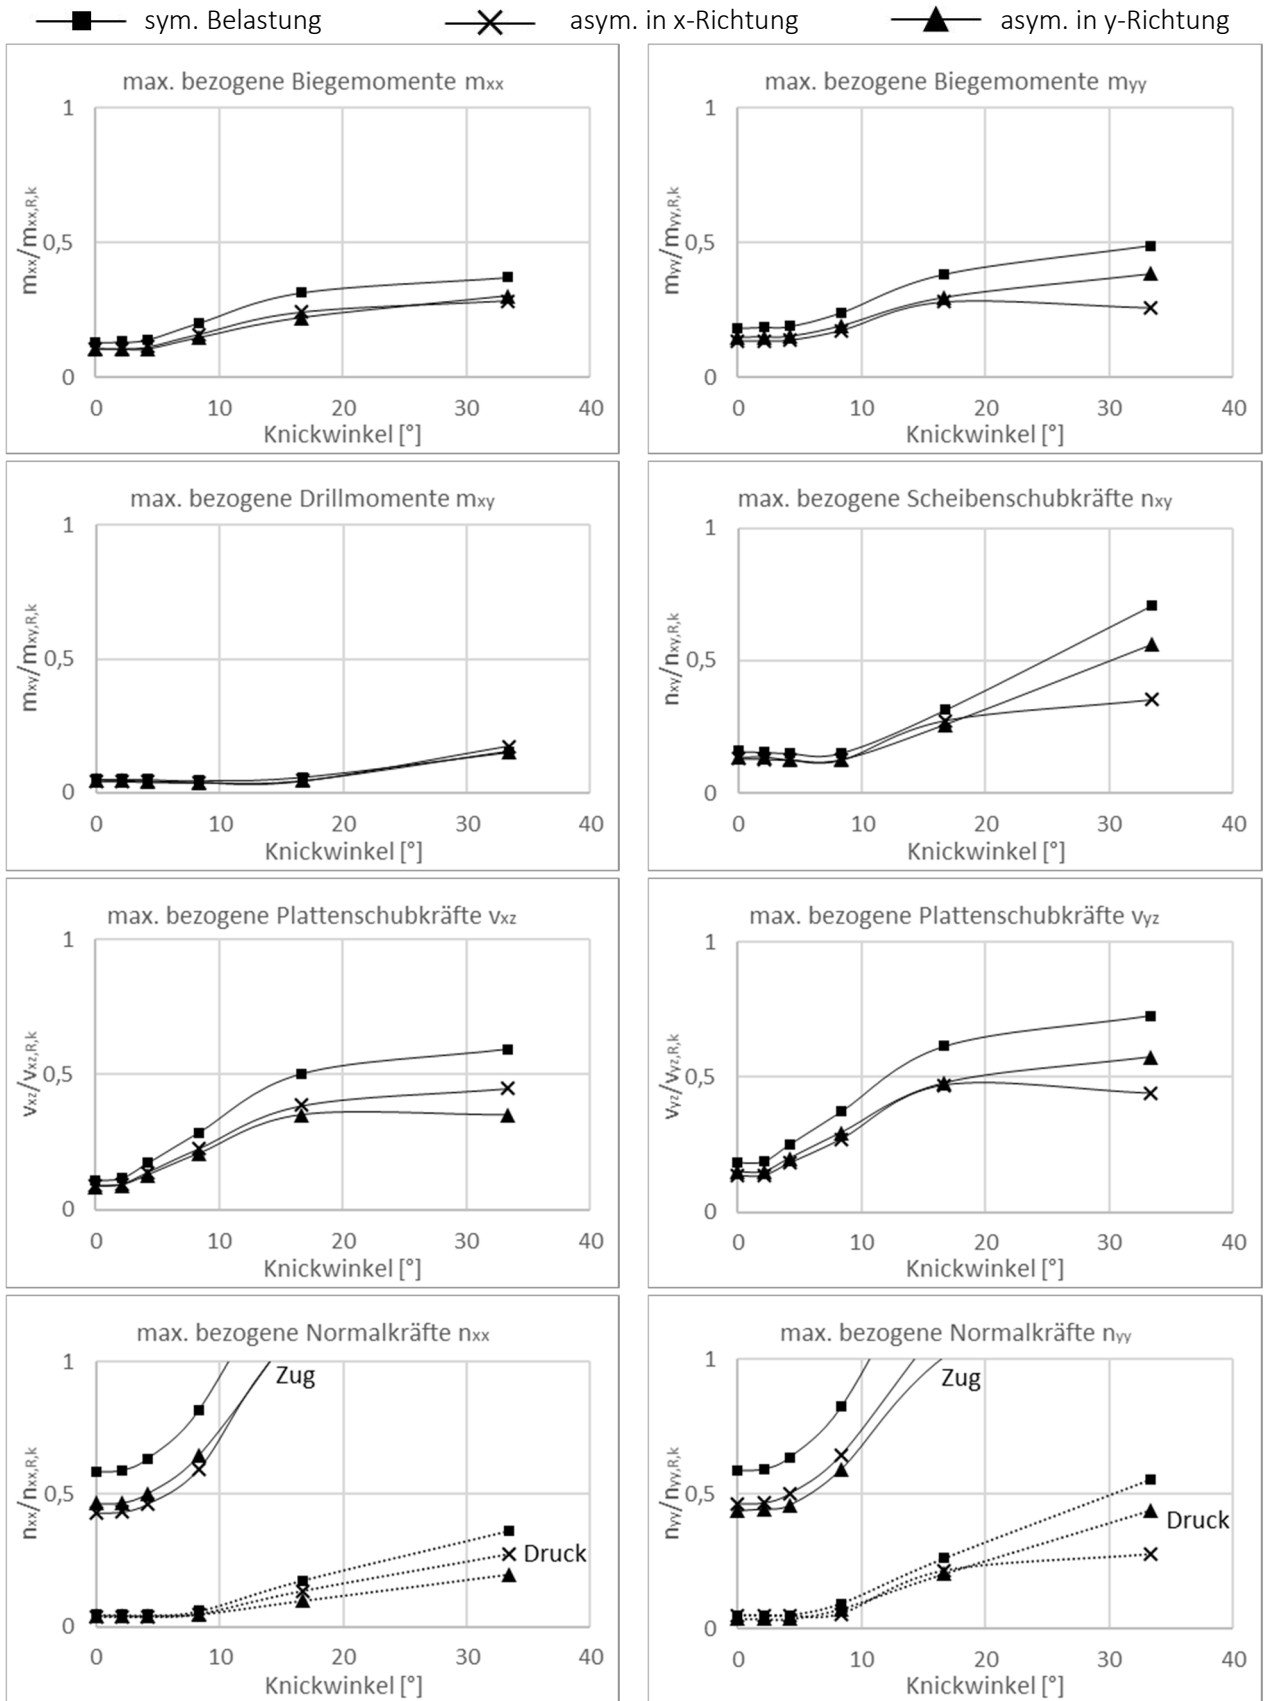 sym. Belastung asym. in x-Richtung asym. in y-Richtung
max. bezogene Biegemomente mxx
mxx/mxx,R,k
1
0,5
0
0 10 20 30 40
Knickwinkel [°]
max. bezogene Biegemomente myy
myy/myy,R,k
1
0,5
0
0 10 20 30 40
Knickwinkel [°]
max. bezogene Drillmomente mxy
mxy/mxy,R,k
1
0,5
0
0 10 20 30 40
Knickwinkel [°]
max. bezogene Scheibenschubkräfte nxy
nxy/nxy,R,k
1
0,5
0
0 10 20 30 40
Knickwinkel [°]
max. bezogene Plattenschubkräfte vxz
vxz/vxz,R,k
1
0,5
0
0 10 20 30 40
Knickwinkel [°]
max. bezogene Plattenschubkräfte vyz
vyz/vyz,R,k
1
0,5
0
0 10 20 30 40
Knickwinkel [°]
max. bezogene Normalkräfte nxx
nxx/nxx,R,k
1
Zug
0,5
Druck
0
0 10 20 30 40
Knickwinkel [°]
max. bezogene Normalkräfte nyy
nyy/nyy,R,k
1
Zug
0,5
Druck
0
0 10 20 30 40
Knickwinkel [°]